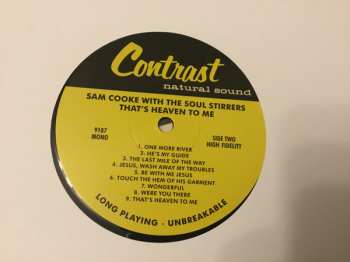 Contrast
natural sound
SAM COOKE WITH THE SOUL STIRRERS
THAT'S HEAVEN TO ME
9107
MONO
SIDE TWO
HIGH FIDELITY
1. ONE MORE RIVER
2. HE'S MY GUIDE
3. THE LAST MILE OF THE WAY
4. JESUS, WASH AWAY MY TROUBLES
5. BE WITH ME JESUS
6. TOUCH THE HEM OF HIS GARMENT
7. WONDERFUL
8. WERE YOU THERE
9. THAT'S HEAVEN TO ME
LONG PLAYING - UNBREAKABLE